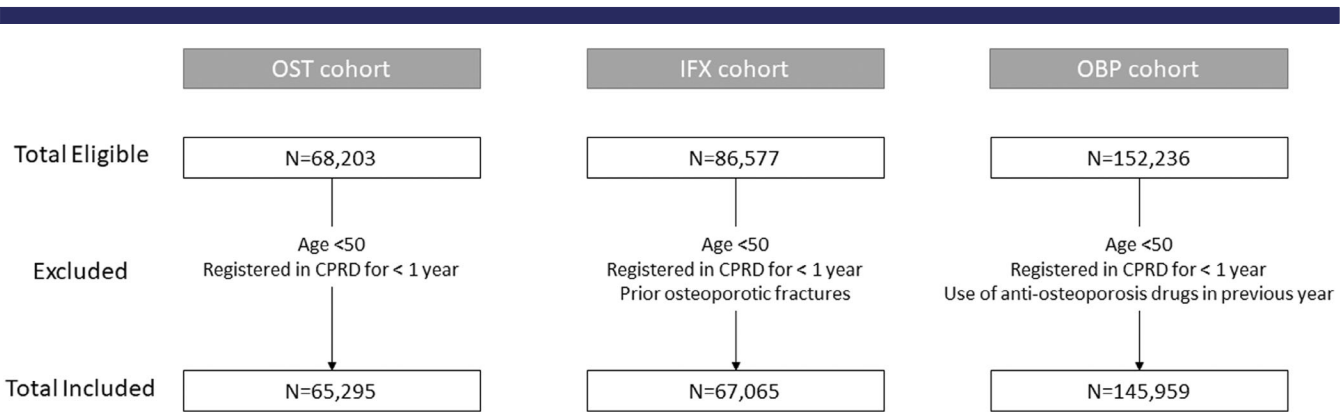 OST cohort
IFX cohort
OBP cohort
Total Eligible
N=68,203
N=86,577
N=152,236
Excluded
Age <50
Registered in CPRD for < 1 year
Age <50
Registered in CPRD for < 1 year
Prior osteoporotic fractures
Age <50
Registered in CPRD for < 1 year
Use of anti-osteoporosis drugs in previous year
Total Included
N=65,295
N=67,065
N=145,959